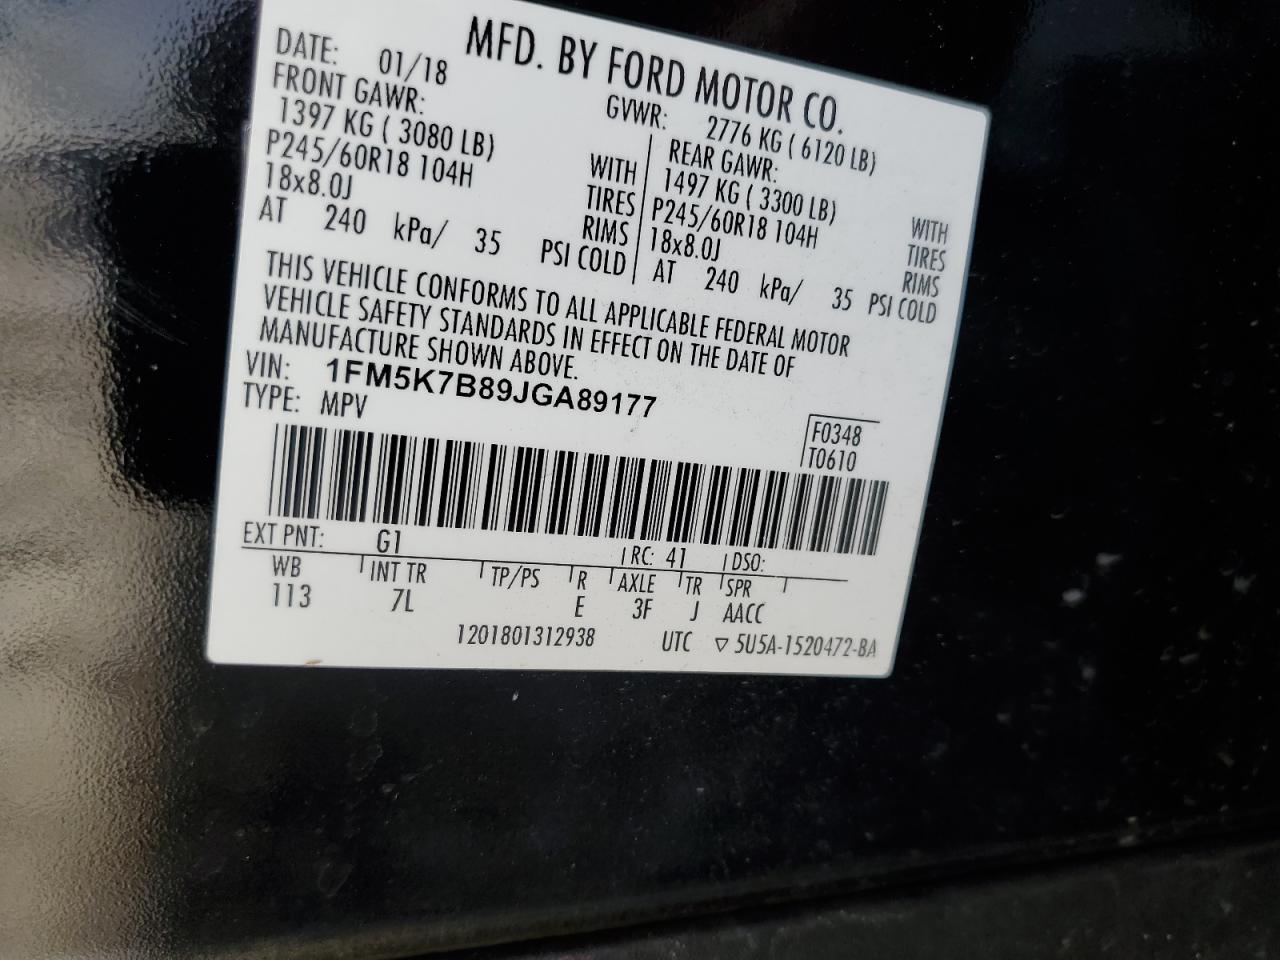 MFD. BY FORD MOTOR CO.
DATE: 01/18
GVWR: 2776 KG ( 6120 LB)
FRONT GAWR:
1397 KG ( 3080 LB)
P245/60R18 104H
18x8.0J
AT 240 kPa/ 35 PSI COLD
WITH
TIRES
RIMS
REAR GAWR:
1497 KG ( 3300 LB)
P245/60R18 104H
18x8.0J
AT 240 kPa/ 35 PSI COLD
WITH
TIRES
RIMS
THIS VEHICLE CONFORMS TO ALL APPLICABLE FEDERAL MOTOR
VEHICLE SAFETY STANDARDS IN EFFECT ON THE DATE OF
MANUFACTURE SHOWN ABOVE.
VIN: 1FM5K7B89JGA89177
TYPE: MPV
F0348
T0610
EXT PNT: G1 RC: 41 DSO:
WB INT TR TP/PS R AXLE TR SPR
113 7L E 3F J AACC
1201801312938 UTC ▽ 5U5A-1520472-BA